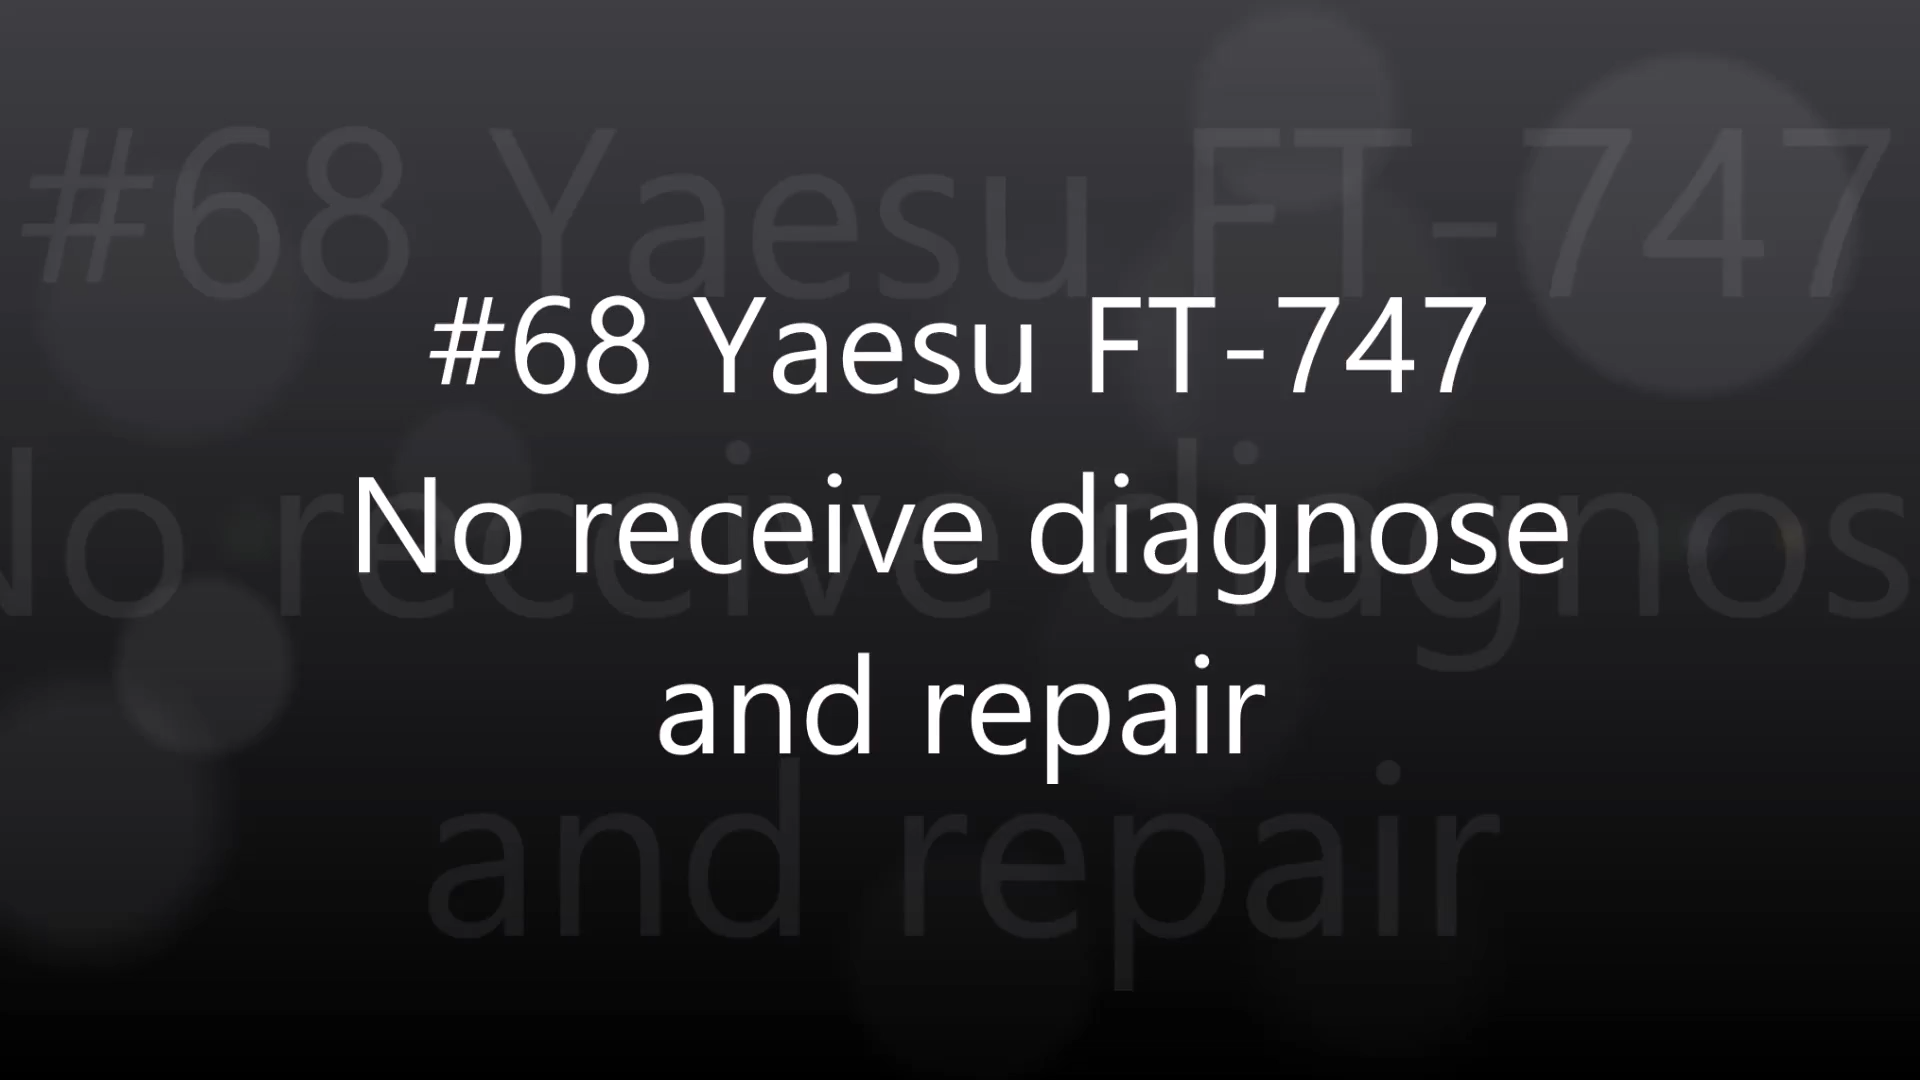 #68 Yaesu FT-747
No receive diagnose
and repair